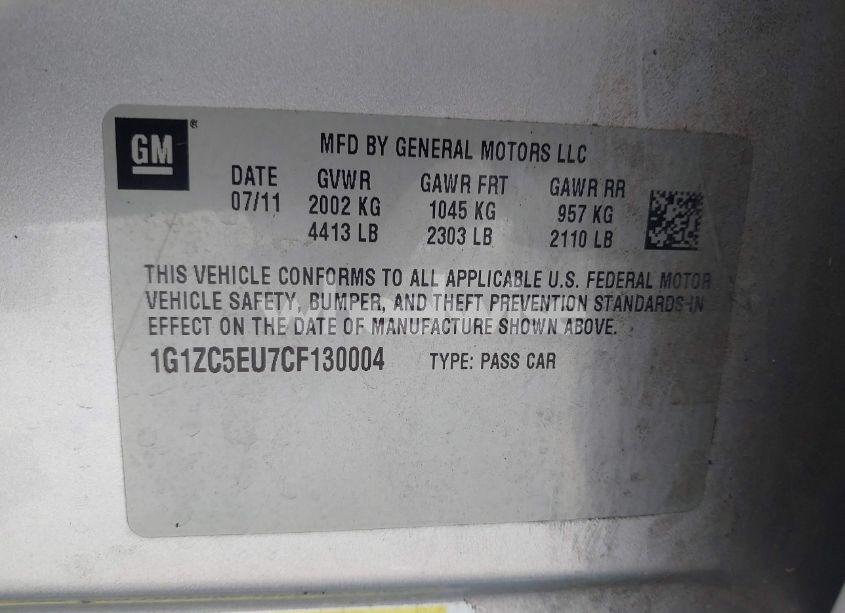 GM
MFD BY GENERAL MOTORS LLC
DATE GVWR GAWR FRT GAWR RR
07/11 2002 KG 1045 KG 957 KG
4413 LB 2303 LB 2110 LB
THIS VEHICLE CONFORMS TO ALL APPLICABLE U.S. FEDERAL MOTOR
VEHICLE SAFETY, BUMPER, AND THEFT PREVENTION STANDARDS IN
EFFECT ON THE DATE OF MANUFACTURE SHOWN ABOVE.
1G1ZC5EU7CF130004 TYPE: PASS CAR